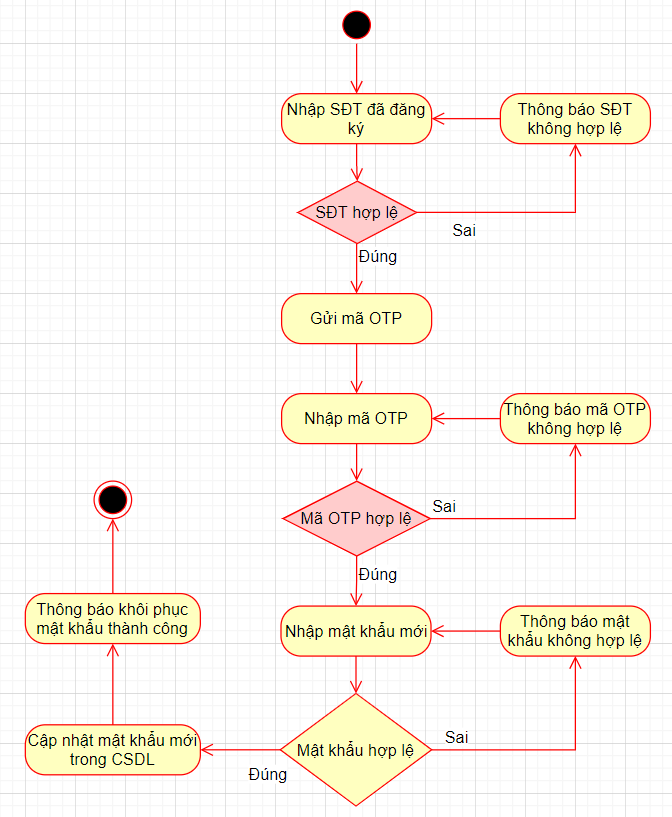 Nhập SĐT đã đăng
ký
Thông báo SĐT
không hợp lệ
SĐT hợp lệ
Sai
Đúng
Gửi mã OTP
Nhập mã OTP
Thông báo mã OTP
không hợp lệ
Mã OTP hợp lệ
Sai
Đúng
Thông báo khôi phục
mật khẩu thành công
Nhập mật khẩu mới
Thông báo mật
khẩu không hợp lệ
Cập nhật mật khẩu mới
trong CSDL
Mật khẩu hợp lệ
Sai
Đúng